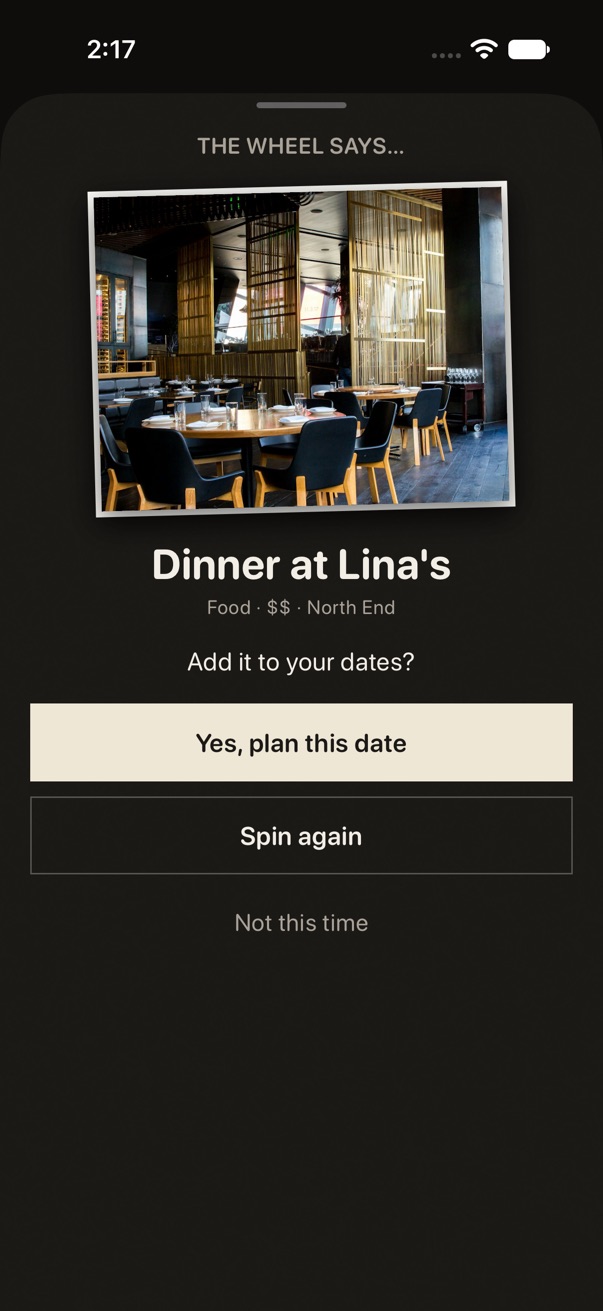 2:17
THE WHEEL SAYS...
Dinner at Lina's
Food · $$ · North End
Add it to your dates?
Yes, plan this date
Spin again
Not this time